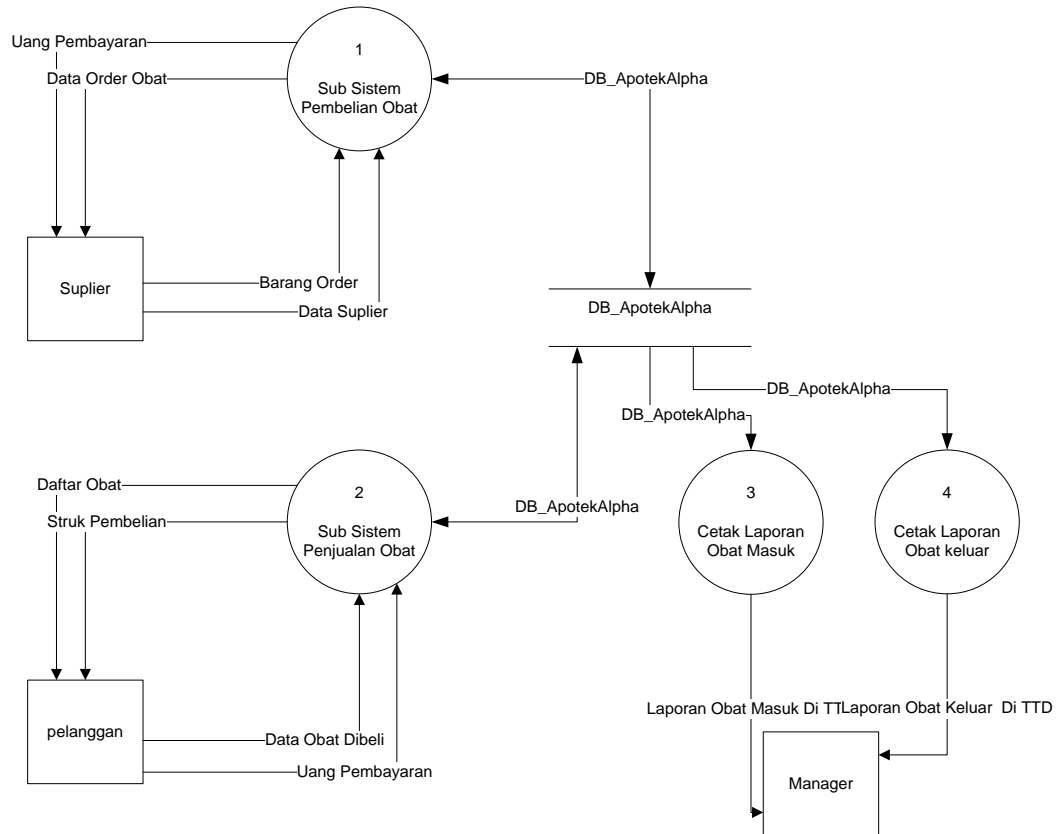 Uang Pembayaran
Data Order Obat
1
Sub Sistem
Pembelian Obat
DB_ApotekAlpha
Suplier
Barang Order
Data Suplier
DB_ApotekAlpha
DB_ApotekAlpha
DB_ApotekAlpha
Daftar Obat
Struk Pembelian
2
Sub Sistem
Penjualan Obat
DB_ApotekAlpha
3
Cetak Laporan
Obat Masuk
4
Cetak Laporan
Obat keluar
pelanggan
Data Obat Dibeli
Uang Pembayaran
Laporan Obat Masuk Di TT
Laporan Obat Keluar Di TTD
Manager